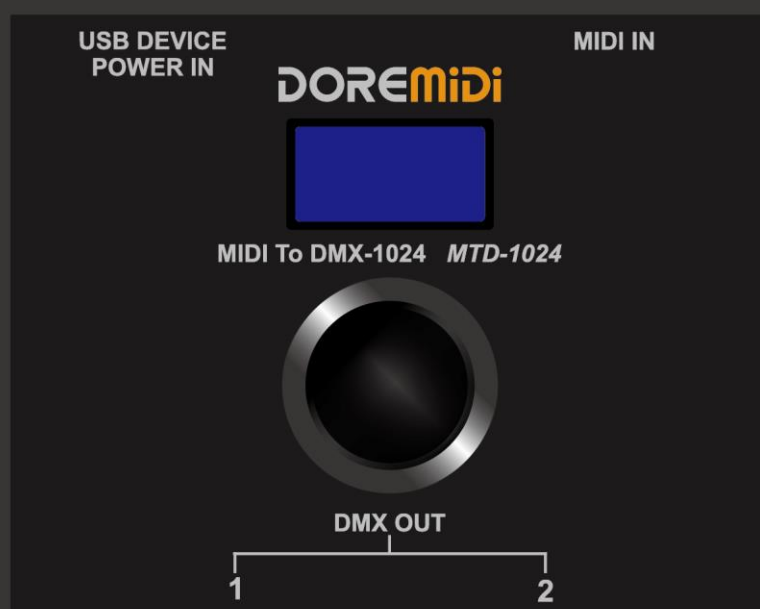 USB DEVICE
POWER IN
MIDI IN
DOREMiDi
MIDI To DMX-1024 MTD-1024
DMX OUT
1 2